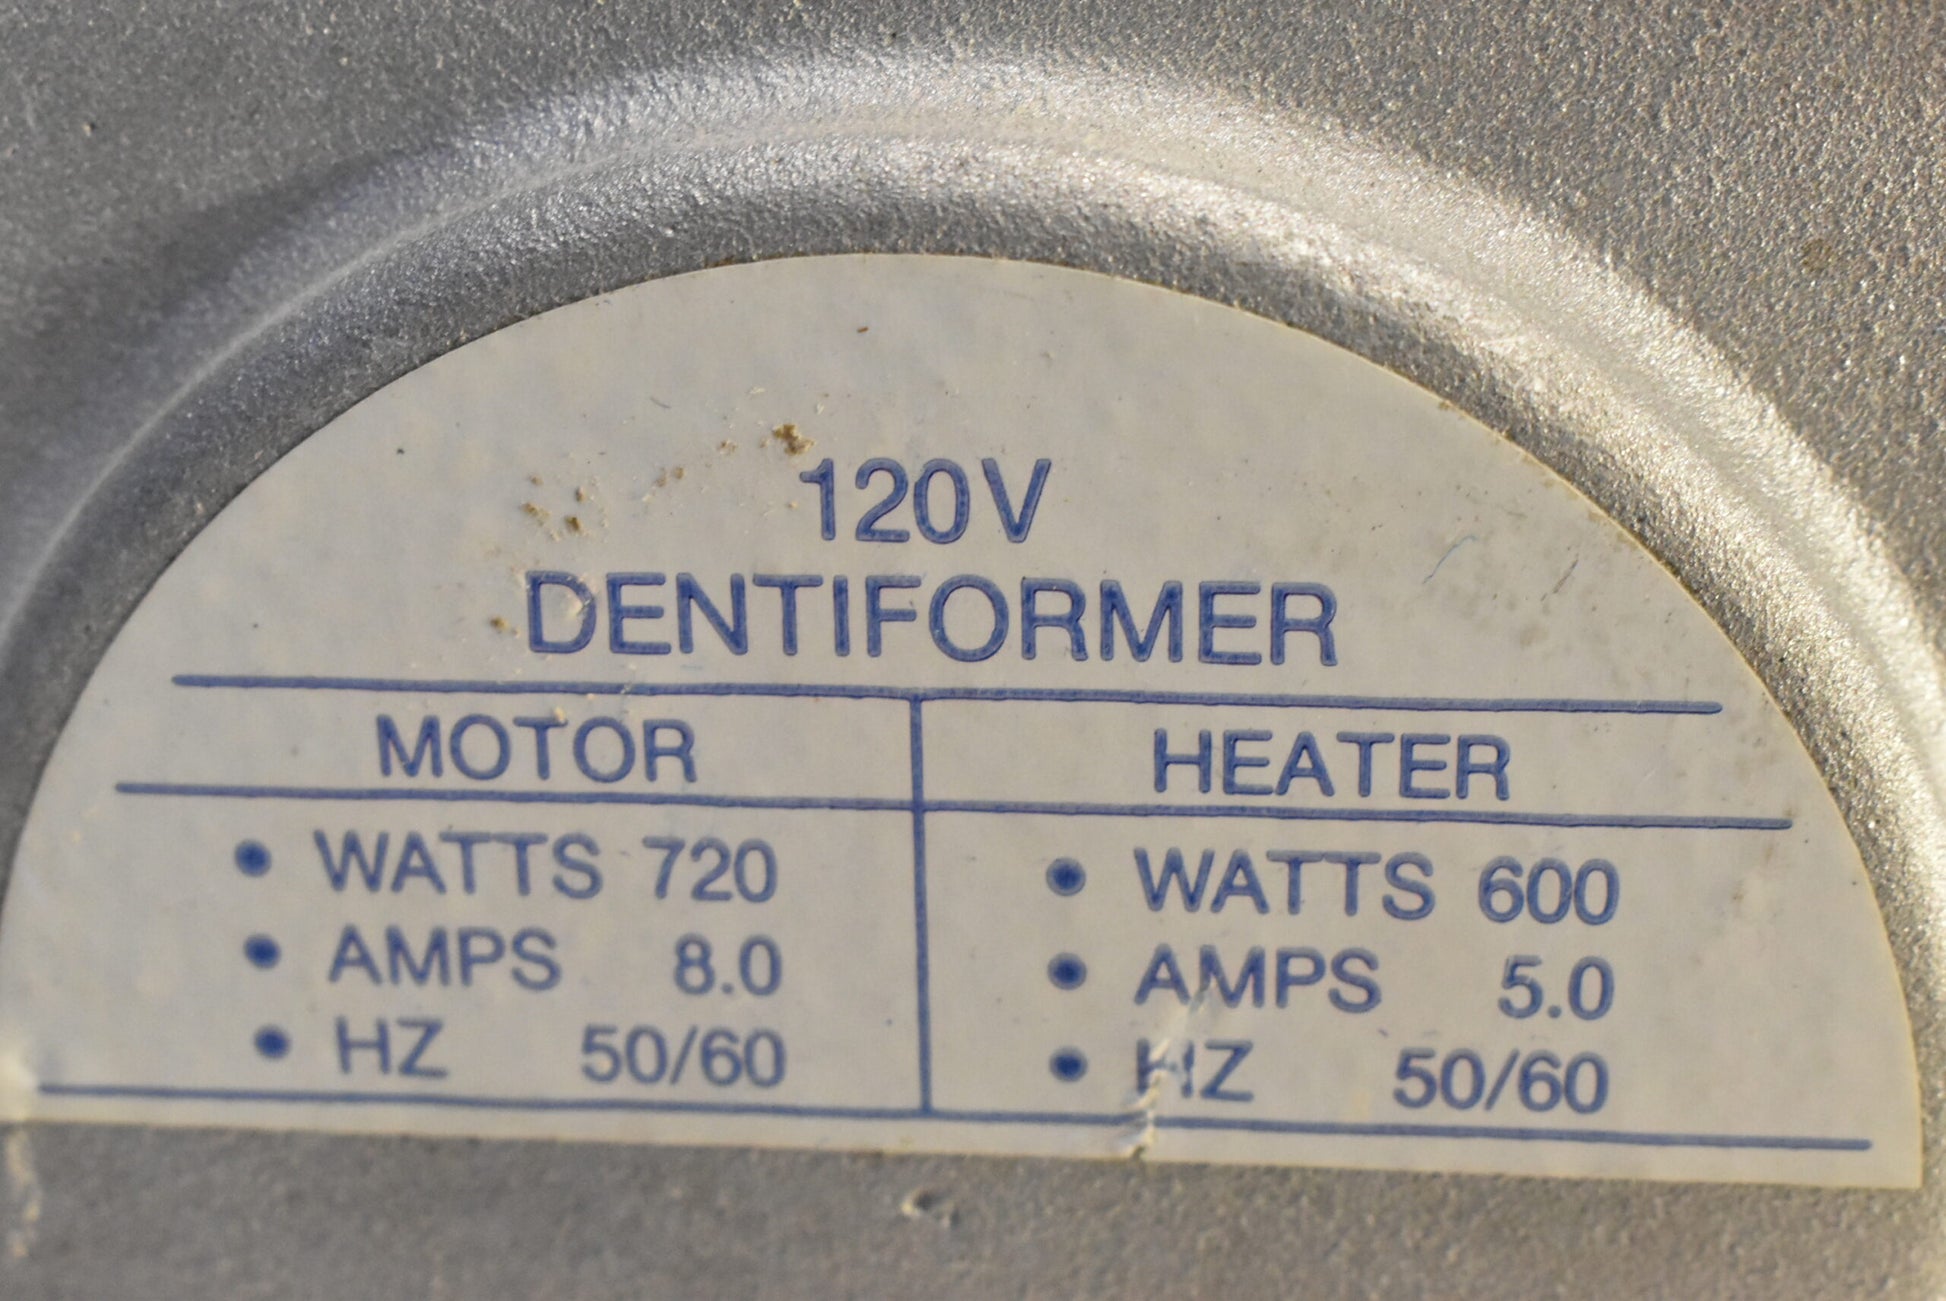 120V
DENTIFORMER
MOTOR HEATER
• WATTS 720 • WATTS 600
• AMPS 8.0 • AMPS 5.0
• HZ 50/60 • HZ 50/60